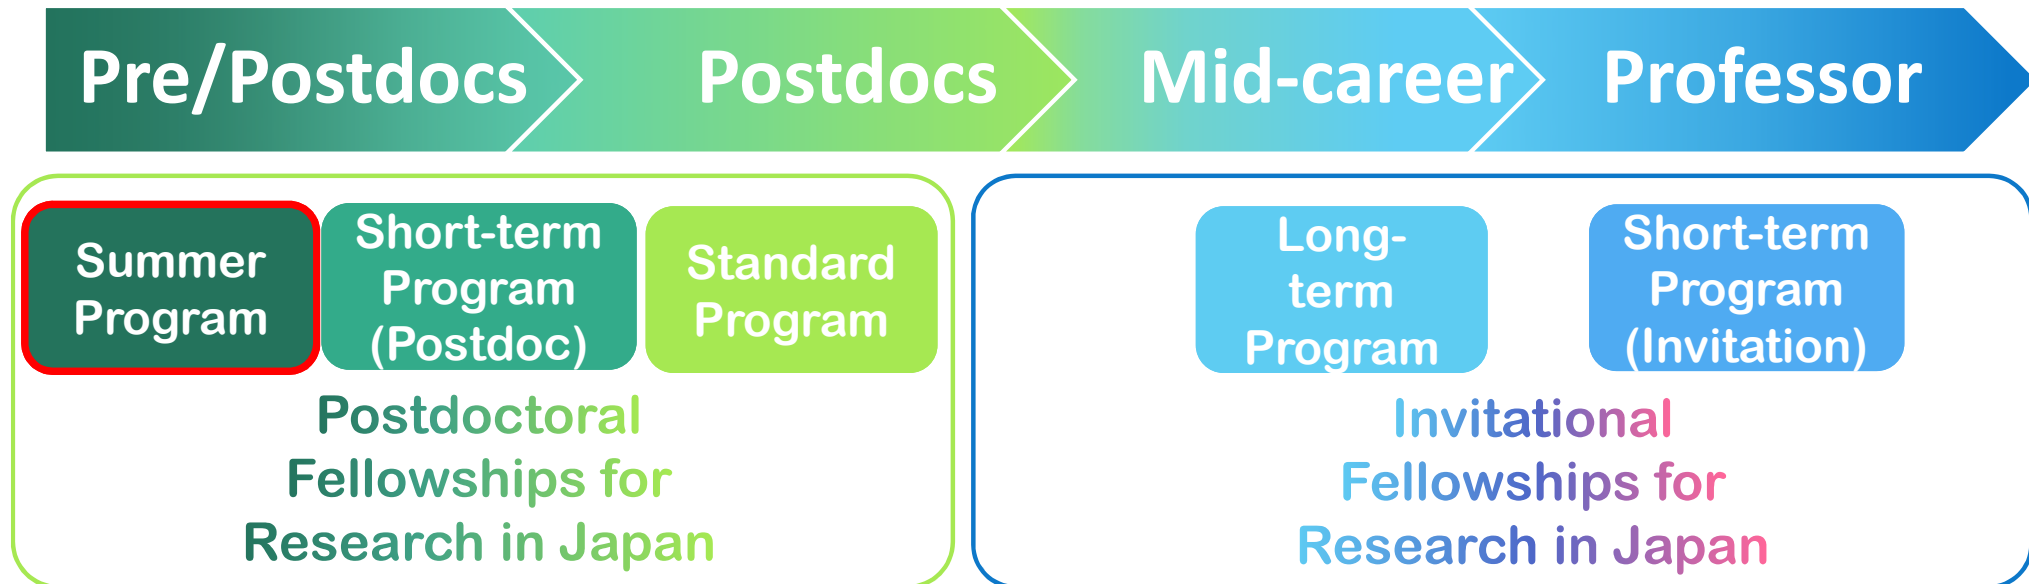 Pre/Postdocs
Postdocs
Mid-career
Professor
Summer
Program
Short-term
Program
(Postdoc)
Standard
Program
Postdoctoral
Fellowships for
Research in Japan
Long-
term
Program
Short-term
Program
(Invitation)
Invitational
Fellowships for
Research in Japan